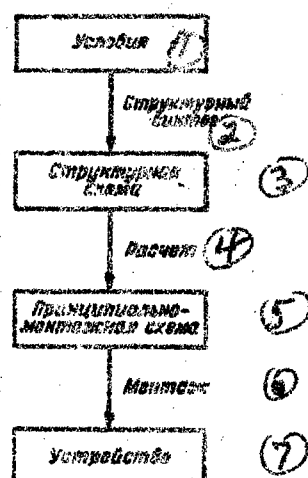 Условия 1
Структурный
синтез
2
Структурная
схема 3
Расчет 4
Принципиально-
монтажная схема 5
Монтаж 6
Устройство 7